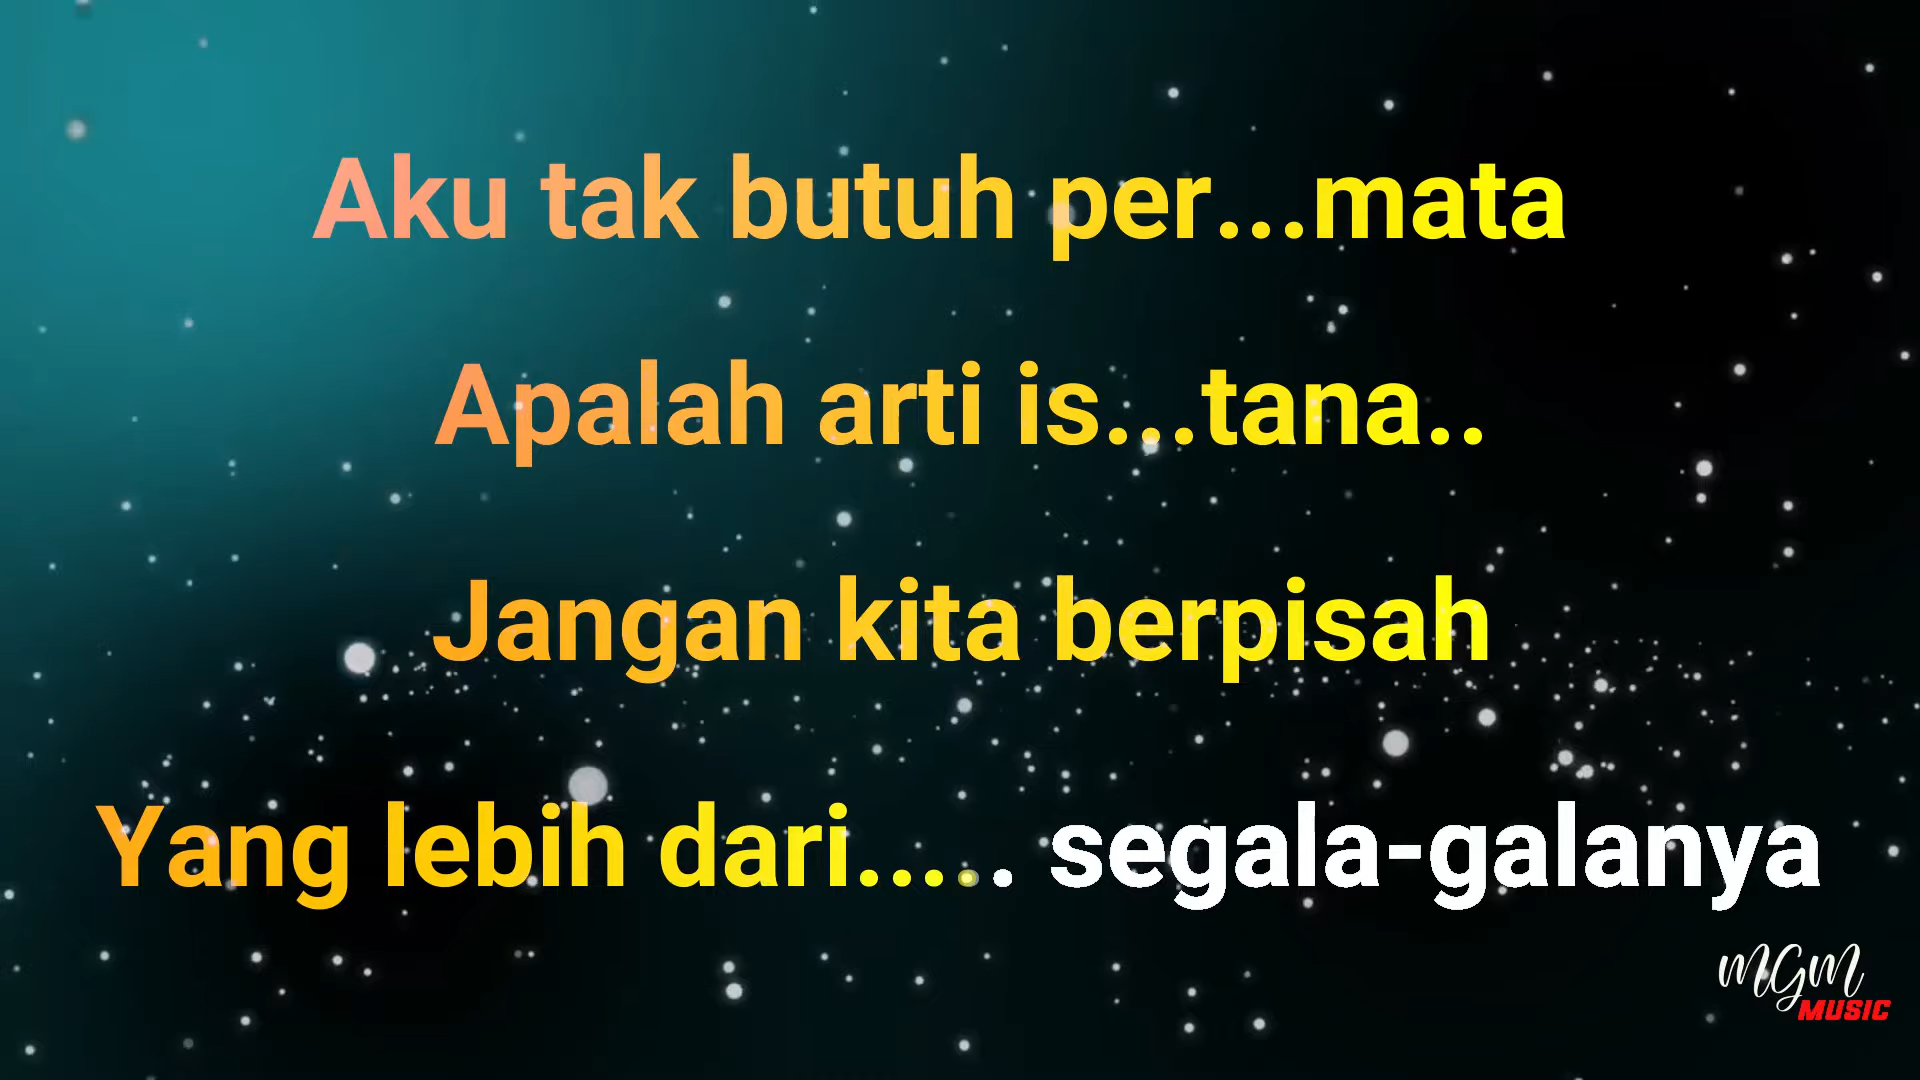 Aku tak butuh per...mata
Apalah arti is...tana..
Jangan kita berpisah
Yang lebih dari..... segala-galanya
MGM
MUSIC